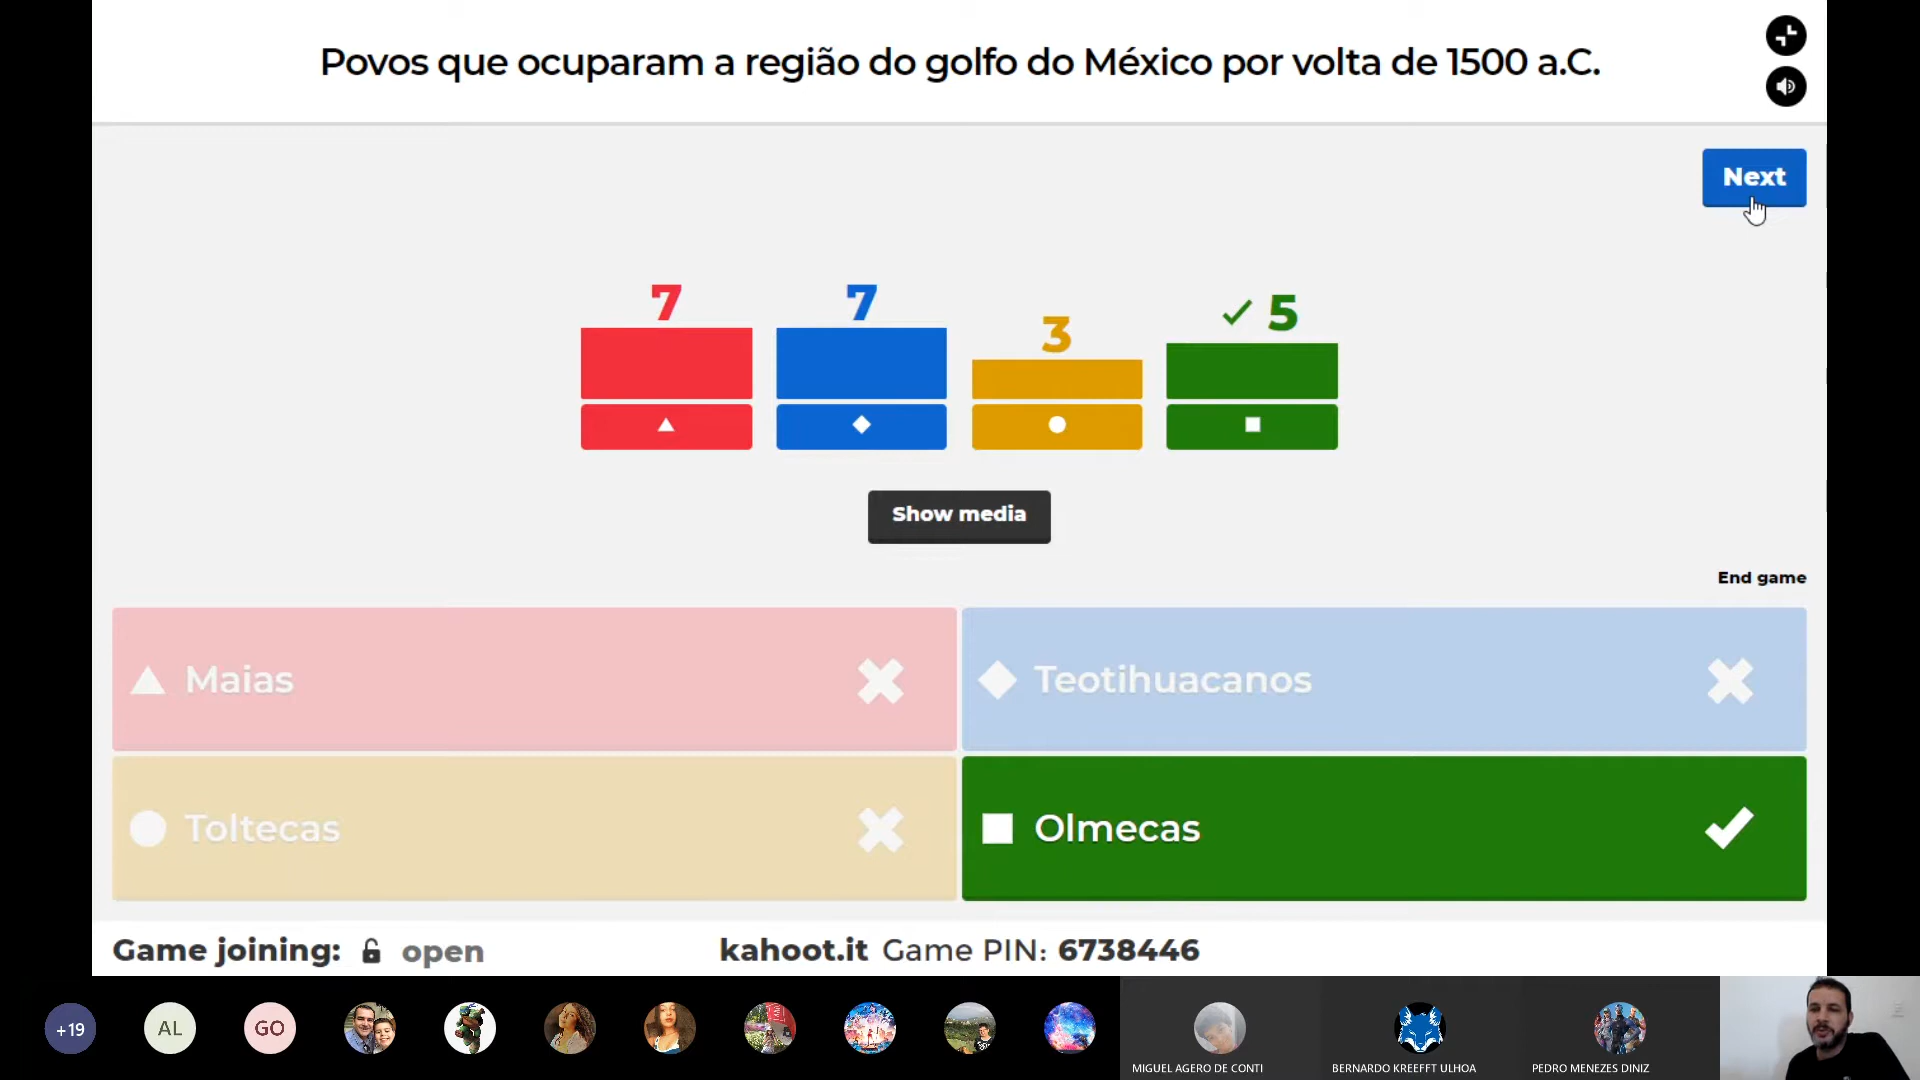 Povos que ocuparam a região do golfo do México por volta de 1500 a.C.
Next
7
7
3
5
Show media
End game
Maias
Teotihuacanos
Toltecas
Olmecas
Game joining: open
kahoot.it Game PIN: 6738446
+19
AL
GO
MIGUEL AGERO DE CONTI
BERNARDO KREEFFT ULHOA
PEDRO MENEZES DINIZ